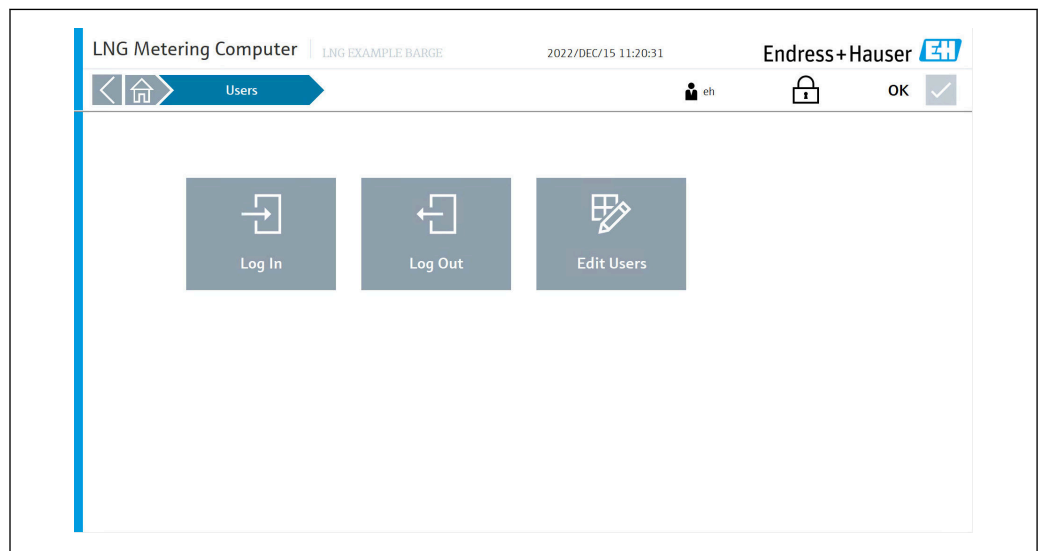 LNG Metering Computer LNG EXAMPLE BARGE 2022/DEC/15 11:20:31 Endress+Hauser EH
Users eh OK
Log In Log Out Edit Users